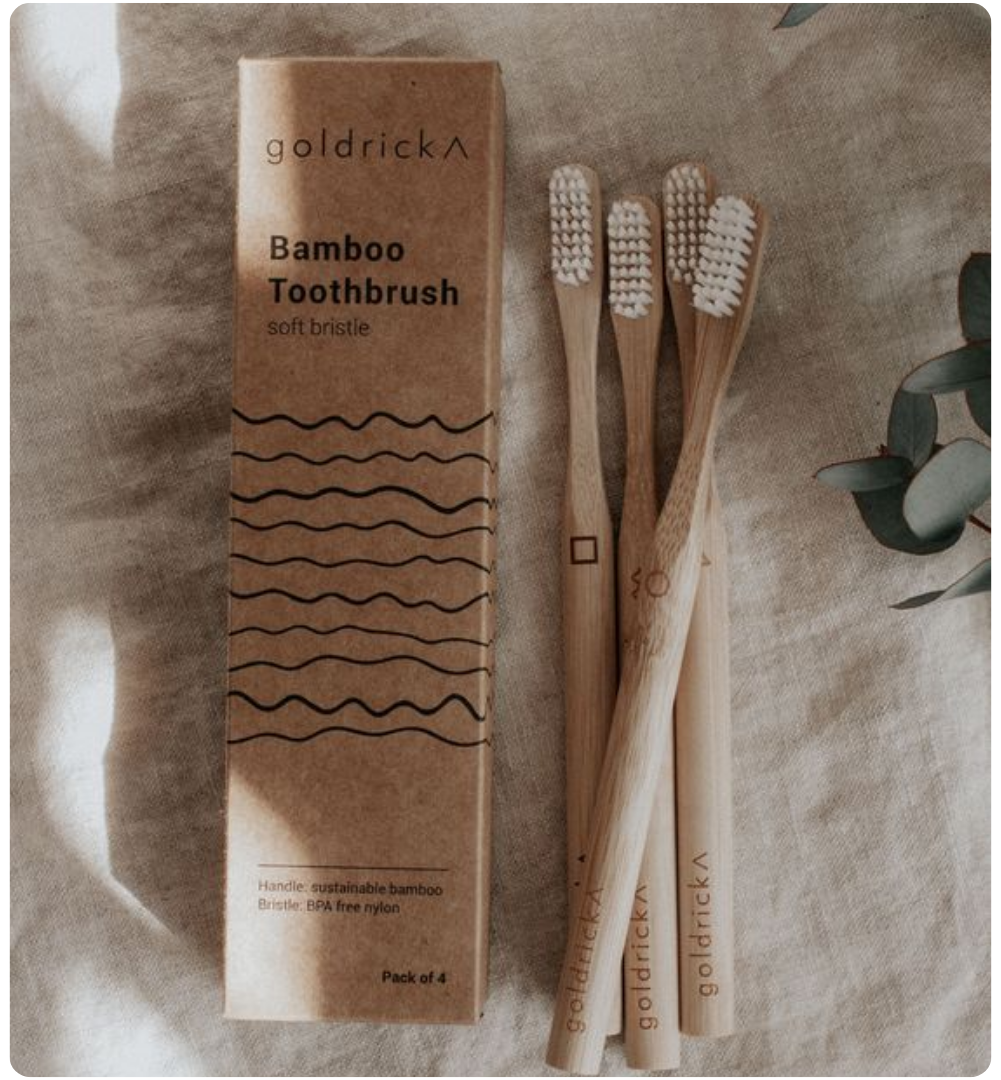 goldrickΛ
Bamboo
Toothbrush
soft bristle
Handle: sustainable bamboo
Bristle: BPA free nylon
Pack of 4
goldrickΛ
goldrickΛ
goldrickΛ